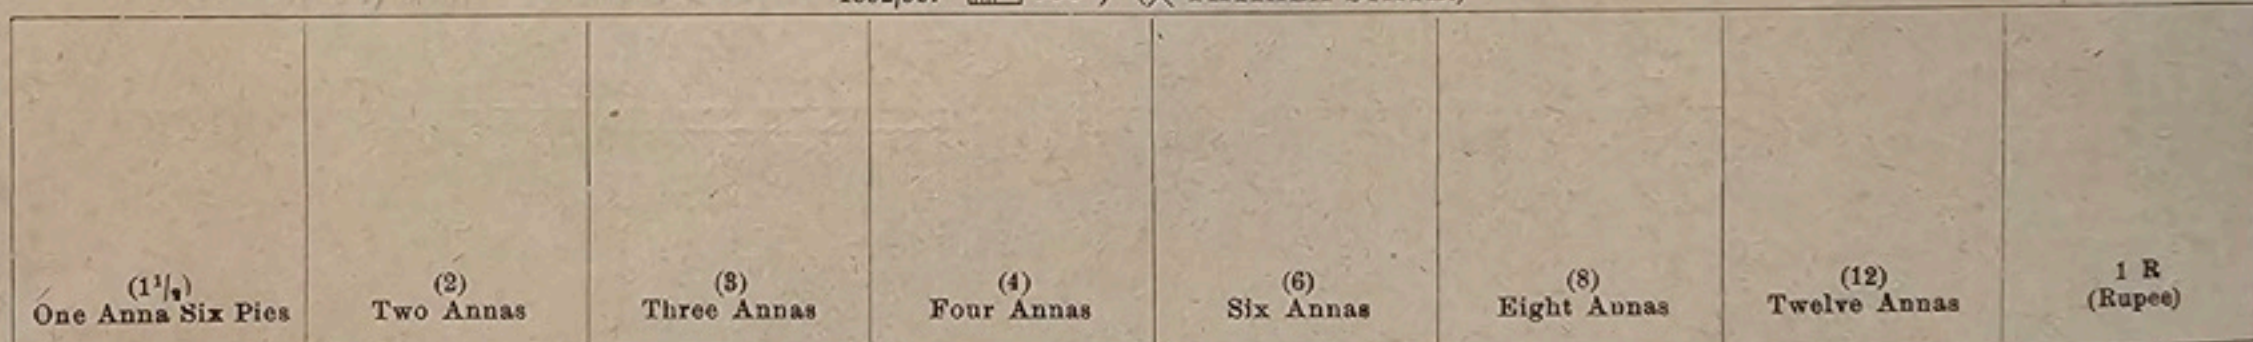 (1¹/₂)
One Anna Six Pies
(2)
Two Annas
(3)
Three Annas
(4)
Four Annas
(6)
Six Annas
(8)
Eight Annas
(12)
Twelve Annas
1 R
(Rupee)